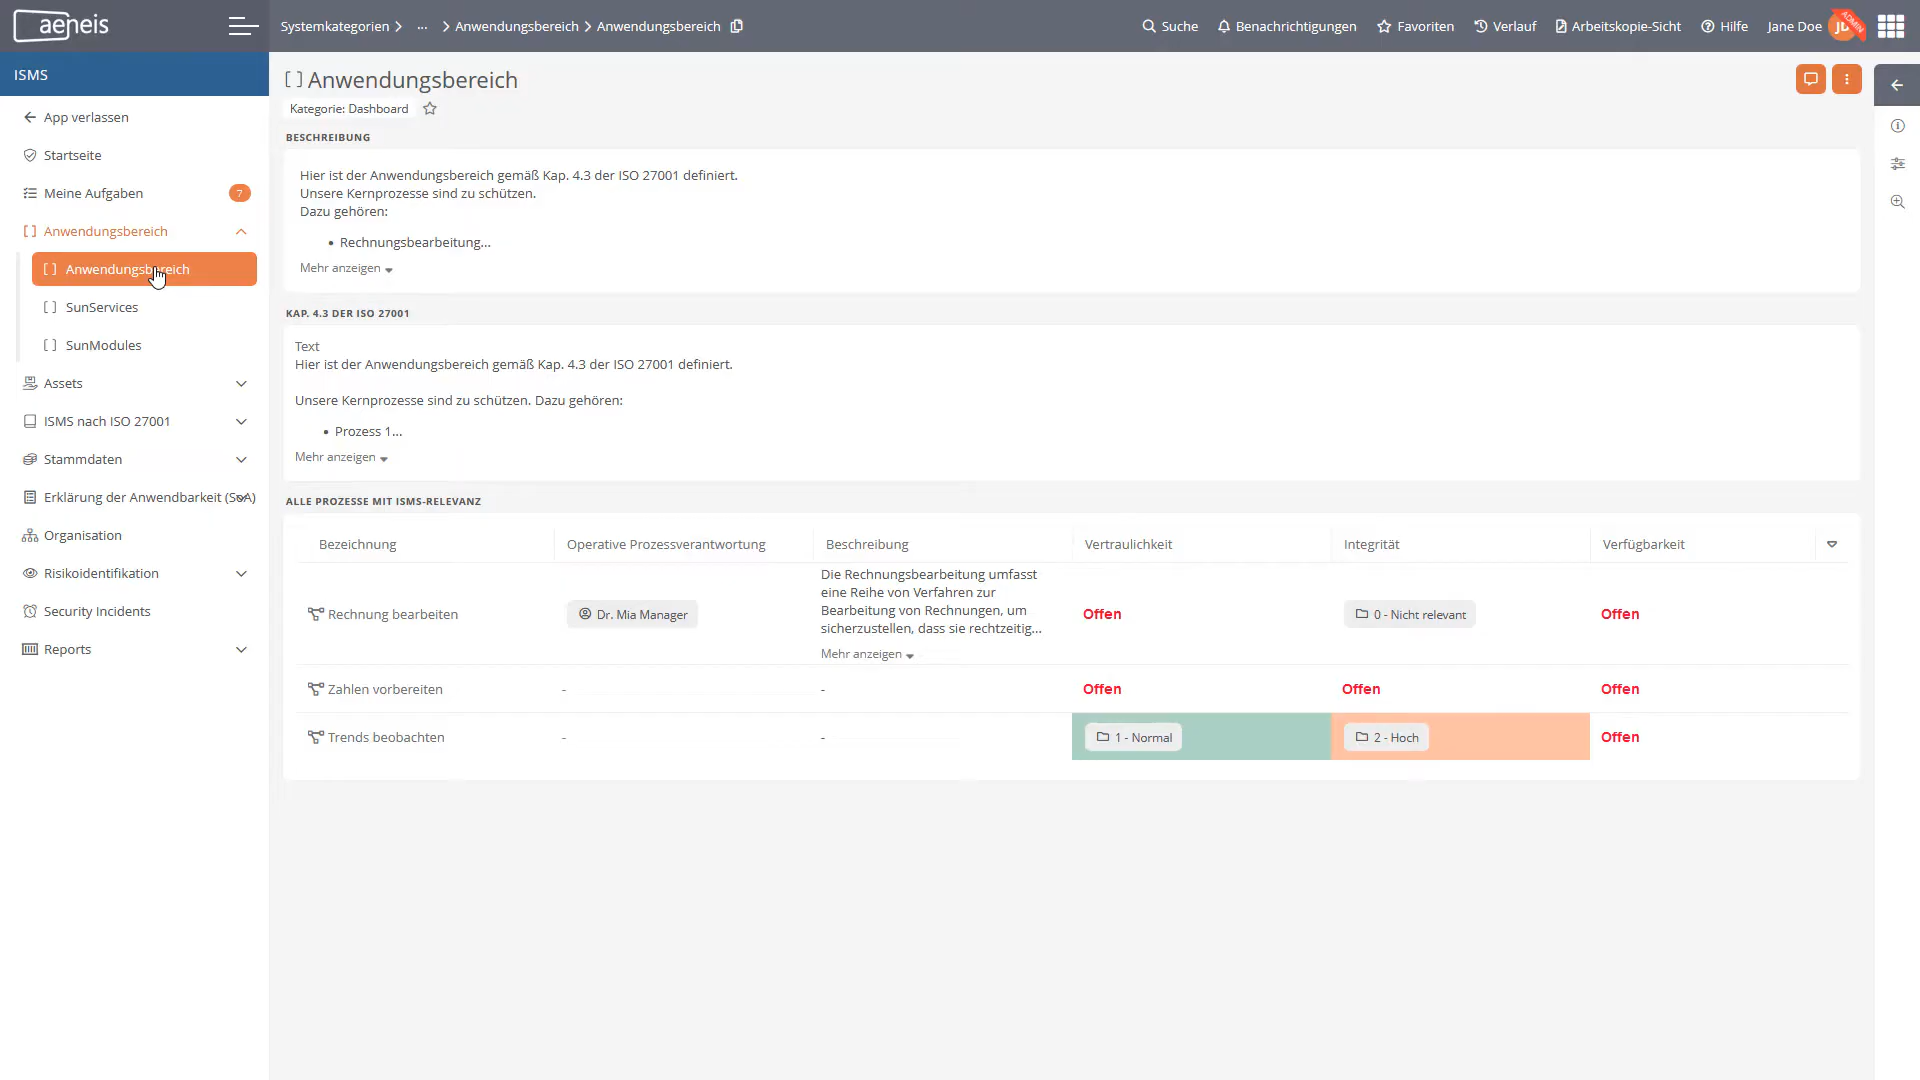 aeneis
Systemkategorien > ... > Anwendungsbereich > Anwendungsbereich
Suche
Benachrichtigungen
Favoriten
Verlauf
Arbeitskopie-Sicht
Hilfe
Jane Doe
JD
ADMIN
ISMS
App verlassen
Startseite
Meine Aufgaben
7
Anwendungsbereich
Anwendungsbereich
SunServices
SunModules
Assets
ISMS nach ISO 27001
Stammdaten
Erklärung der Anwendbarkeit (SoA)
Organisation
Risikoidentifikation
Security Incidents
Reports
Anwendungsbereich
Kategorie: Dashboard
BESCHREIBUNG
Hier ist der Anwendungsbereich gemäß Kap. 4.3 der ISO 27001 definiert.
Unsere Kernprozesse sind zu schützen.
Dazu gehören:
• Rechnungsbearbeitung...
Mehr anzeigen
KAP. 4.3 DER ISO 27001
Text
Hier ist der Anwendungsbereich gemäß Kap. 4.3 der ISO 27001 definiert.
Unsere Kernprozesse sind zu schützen. Dazu gehören:
• Prozess 1...
Mehr anzeigen
ALLE PROZESSE MIT ISMS-RELEVANZ
Bezeichnung Operative Prozessverantwortung Beschreibung Vertraulichkeit Integrität Verfügbarkeit
Rechnung bearbeiten
Dr. Mia Manager
Die Rechnungsbearbeitung umfasst
eine Reihe von Verfahren zur
Bearbeitung von Rechnungen, um
sicherzustellen, dass sie rechtzeitig...
Mehr anzeigen
Offen
0 - Nicht relevant
Offen
Zahlen vorbereiten - - Offen Offen Offen
Trends beobachten - - 1 - Normal 2 - Hoch Offen